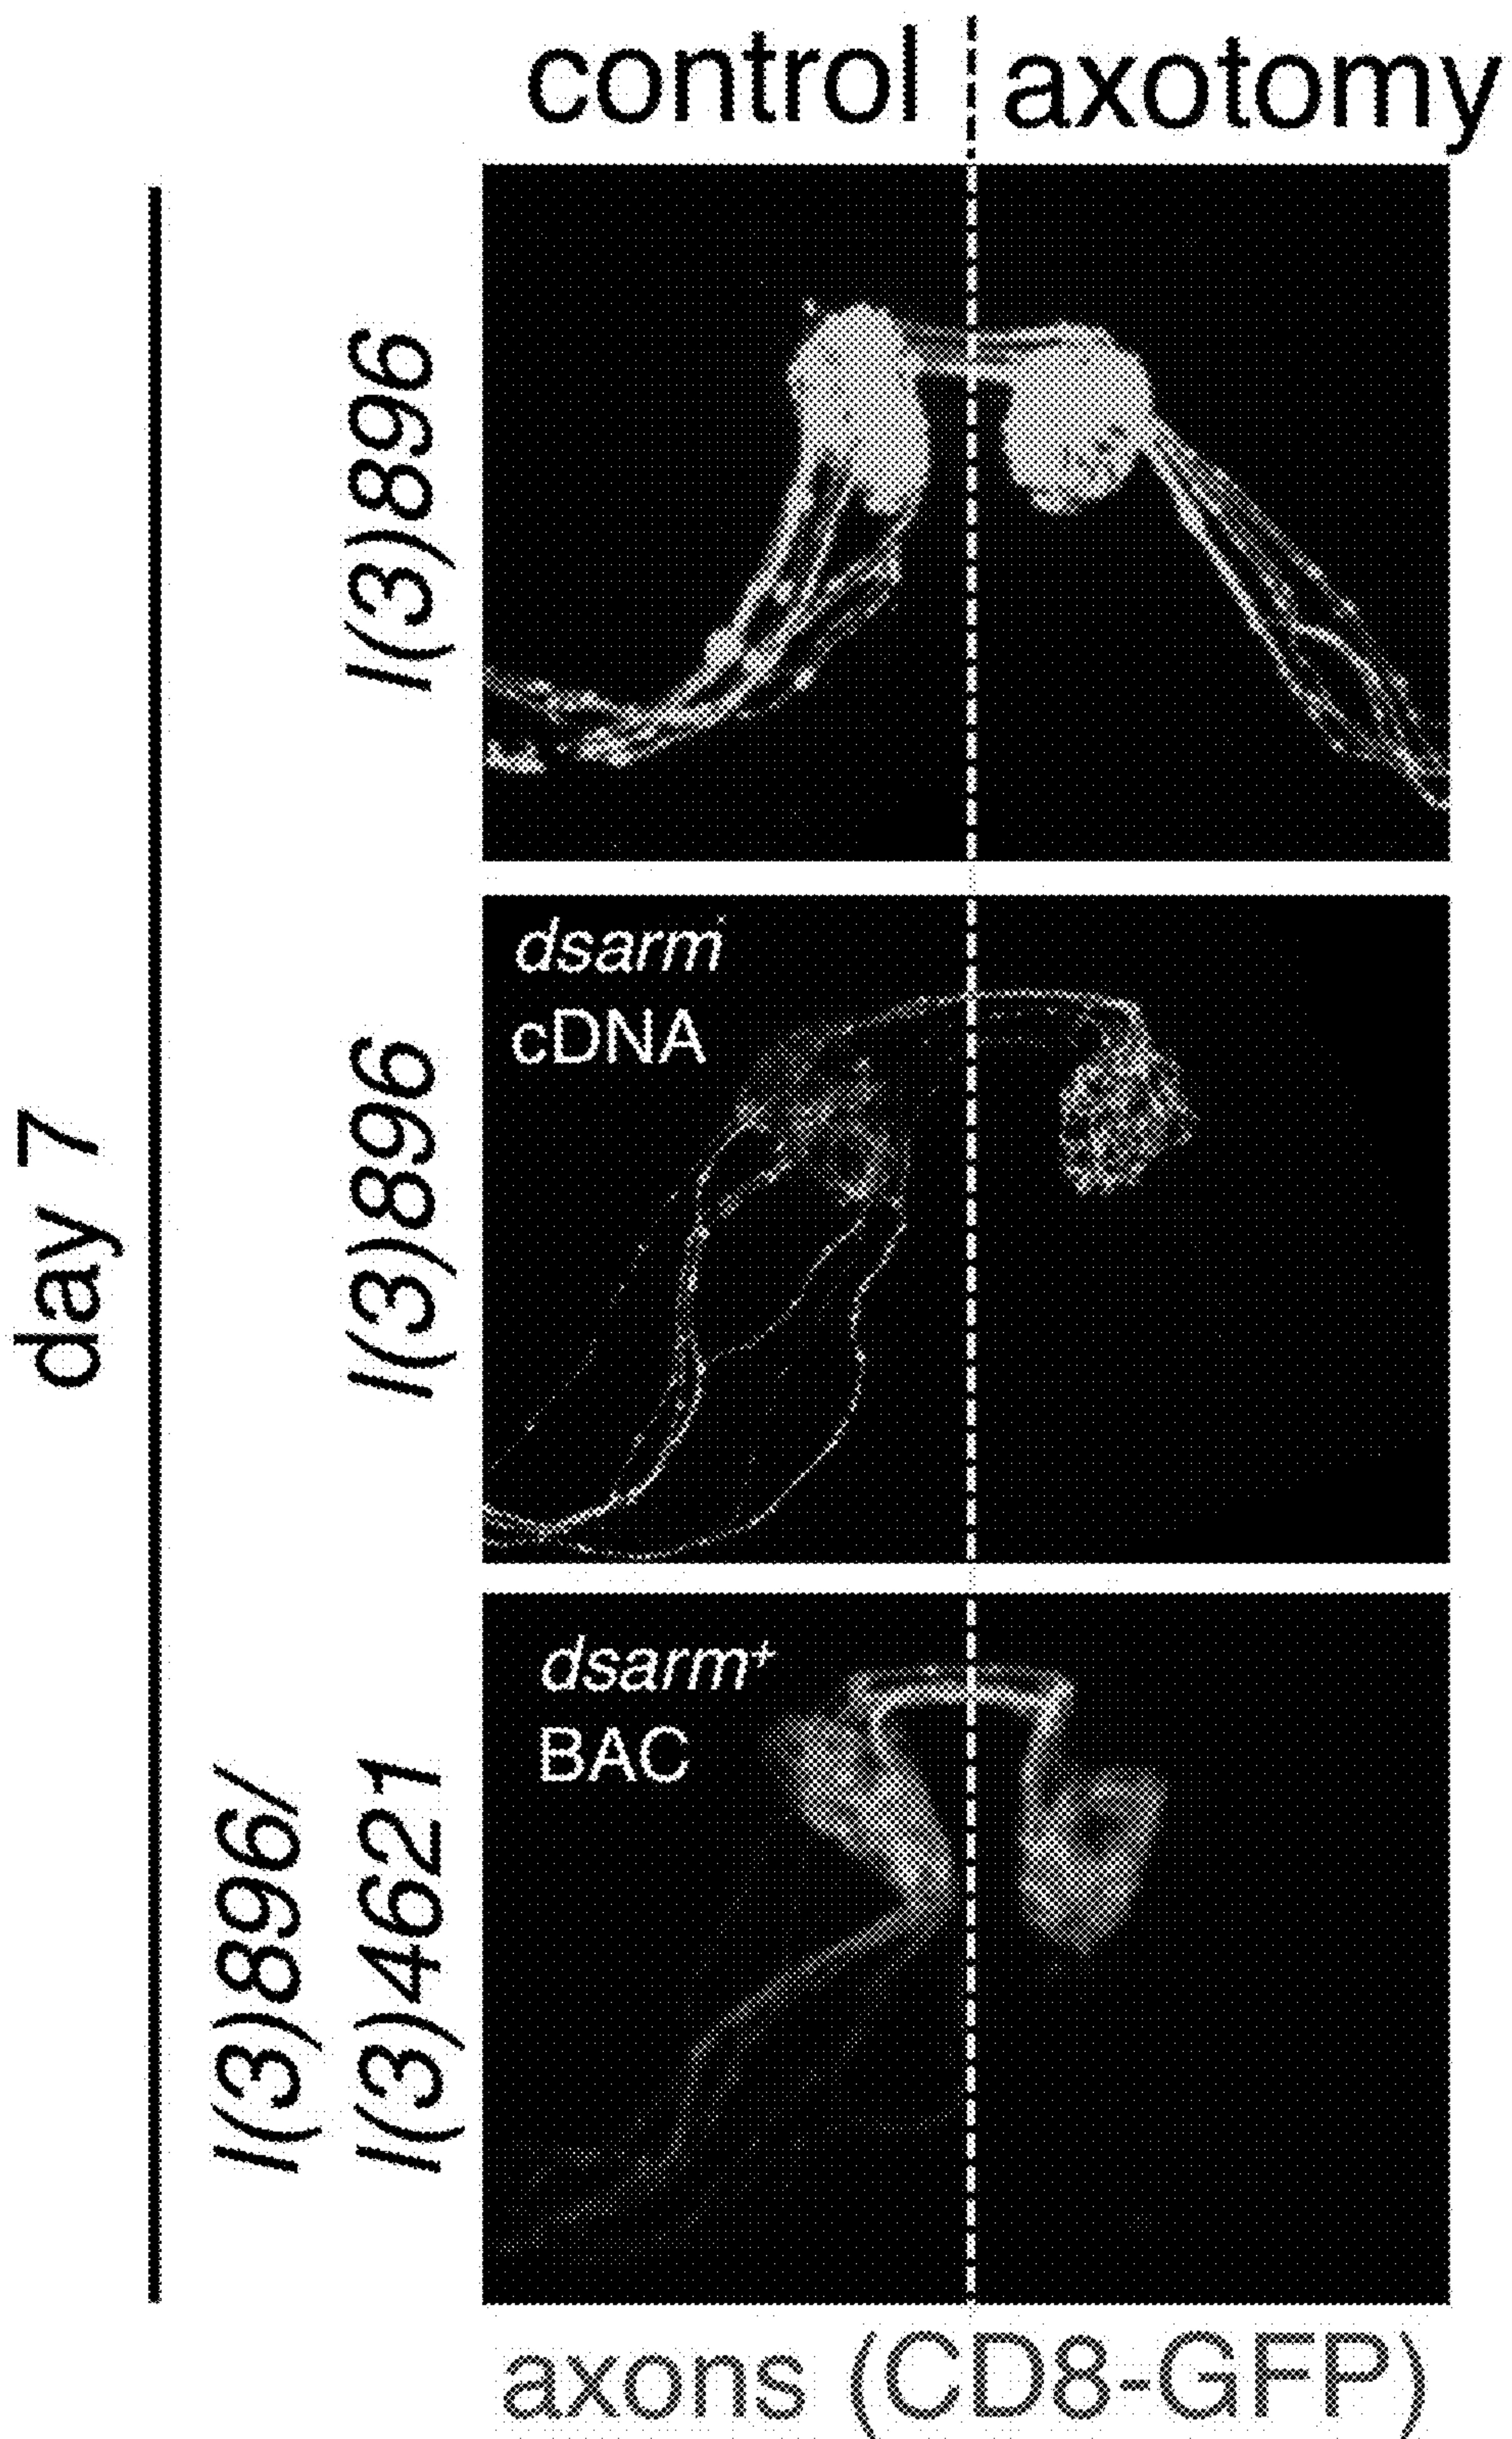 control axotomy
day 7
l(3)896
dsarm
cDNA
l(3)896
dsarm+
BAC
l(3)896/
l(3)4621
axons (CD8-GFP)